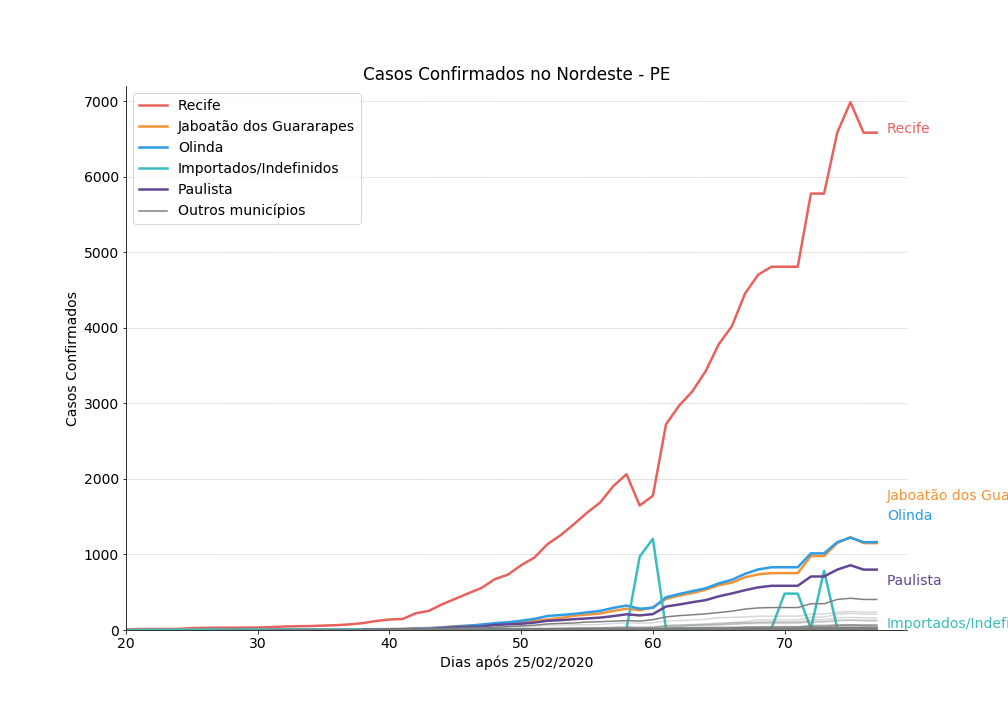 Casos Confirmados no Nordeste - PE
Recife
Jaboatão dos Guararapes
Olinda
Importados/Indefinidos
Paulista
Outros municípios
7000
6000
5000
4000
3000
2000
1000
0
Casos Confirmados
20
30
40
50
60
70
Dias após 25/02/2020
Recife
Jaboatão dos Gua
Olinda
Paulista
Importados/Indefi